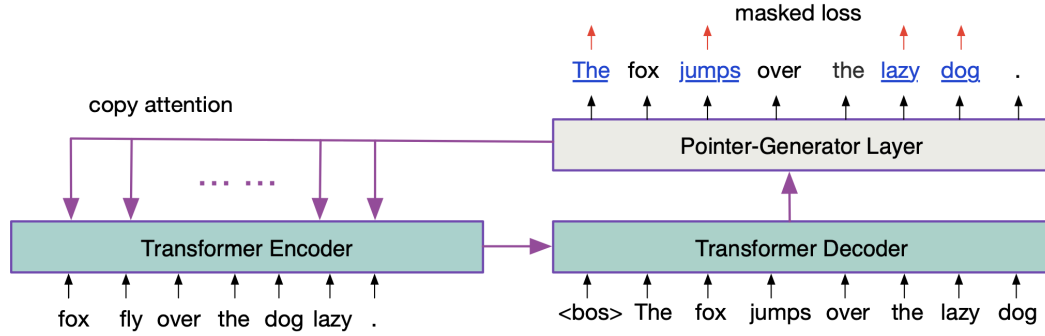 masked loss
The fox jumps over the lazy dog .
copy attention
Pointer-Generator Layer
... ...
Transformer Encoder
Transformer Decoder
fox fly over the dog lazy .
<bos> The fox jumps over the lazy dog